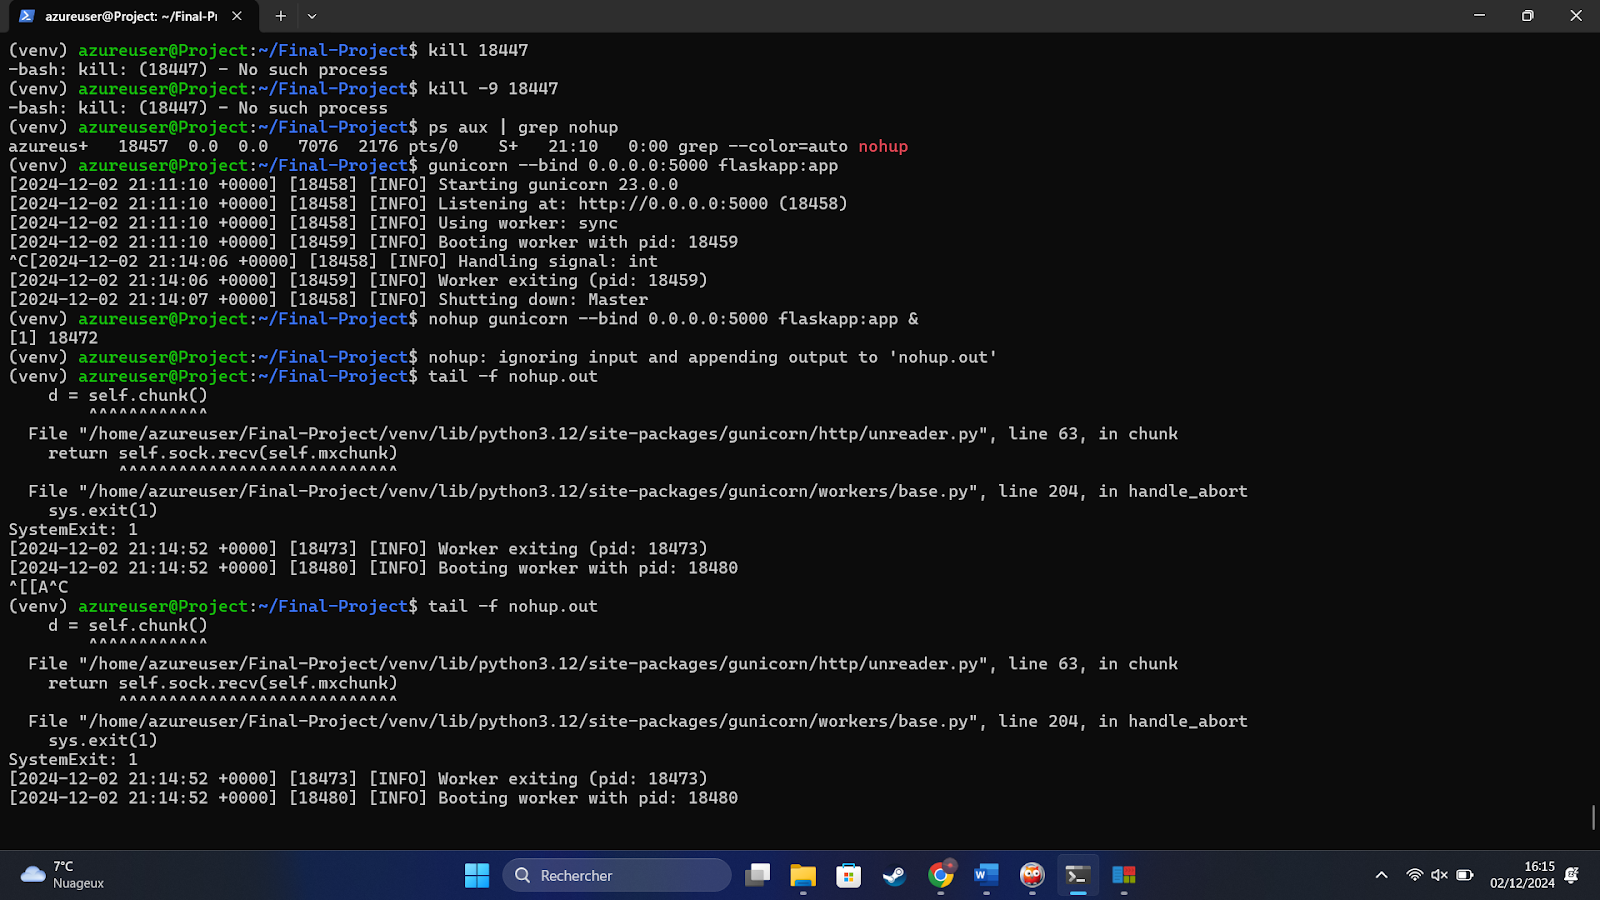 azureuser@Project: ~/Final-Pr
(venv) azureuser@Project:~/Final-Project$ kill 18447
-bash: kill: (18447) - No such process
(venv) azureuser@Project:~/Final-Project$ kill -9 18447
-bash: kill: (18447) - No such process
(venv) azureuser@Project:~/Final-Project$ ps aux | grep nohup
azureus+   18457  0.0  0.0   7076  2176 pts/0    S+   21:10   0:00 grep --color=auto nohup
(venv) azureuser@Project:~/Final-Project$ gunicorn --bind 0.0.0.0:5000 flaskapp:app
[2024-12-02 21:11:10 +0000] [18458] [INFO] Starting gunicorn 23.0.0
[2024-12-02 21:11:10 +0000] [18458] [INFO] Listening at: http://0.0.0.0:5000 (18458)
[2024-12-02 21:11:10 +0000] [18458] [INFO] Using worker: sync
[2024-12-02 21:11:10 +0000] [18459] [INFO] Booting worker with pid: 18459
^C[2024-12-02 21:14:06 +0000] [18458] [INFO] Handling signal: int
[2024-12-02 21:14:06 +0000] [18459] [INFO] Worker exiting (pid: 18459)
[2024-12-02 21:14:07 +0000] [18458] [INFO] Shutting down: Master
(venv) azureuser@Project:~/Final-Project$ nohup gunicorn --bind 0.0.0.0:5000 flaskapp:app &
[1] 18472
(venv) azureuser@Project:~/Final-Project$ nohup: ignoring input and appending output to 'nohup.out'
(venv) azureuser@Project:~/Final-Project$ tail -f nohup.out
    d = self.chunk()
        ^^^^^^^^^^^^
  File "/home/azureuser/Final-Project/venv/lib/python3.12/site-packages/gunicorn/http/unreader.py", line 63, in chunk
    return self.sock.recv(self.mxchunk)
           ^^^^^^^^^^^^^^^^^^^^^^^^^^^^
  File "/home/azureuser/Final-Project/venv/lib/python3.12/site-packages/gunicorn/workers/base.py", line 204, in handle_abort
    sys.exit(1)
SystemExit: 1
[2024-12-02 21:14:52 +0000] [18473] [INFO] Worker exiting (pid: 18473)
[2024-12-02 21:14:52 +0000] [18480] [INFO] Booting worker with pid: 18480
^[[A^C
(venv) azureuser@Project:~/Final-Project$ tail -f nohup.out
    d = self.chunk()
        ^^^^^^^^^^^^
  File "/home/azureuser/Final-Project/venv/lib/python3.12/site-packages/gunicorn/http/unreader.py", line 63, in chunk
    return self.sock.recv(self.mxchunk)
           ^^^^^^^^^^^^^^^^^^^^^^^^^^^^
  File "/home/azureuser/Final-Project/venv/lib/python3.12/site-packages/gunicorn/workers/base.py", line 204, in handle_abort
    sys.exit(1)
SystemExit: 1
[2024-12-02 21:14:52 +0000] [18473] [INFO] Worker exiting (pid: 18473)
[2024-12-02 21:14:52 +0000] [18480] [INFO] Booting worker with pid: 18480
7°C
Nuageux
Rechercher
16:15
02/12/2024